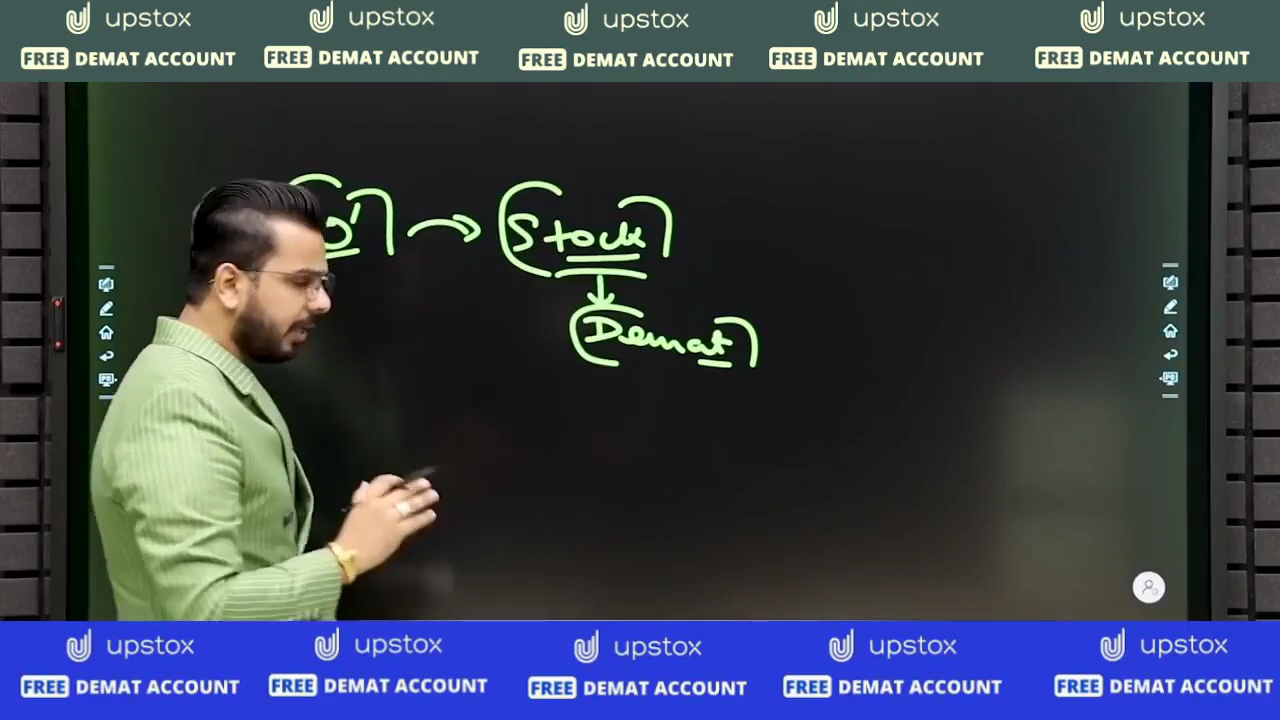 upstox upstox upstox upstox upstox
FREE DEMAT ACCOUNT FREE DEMAT ACCOUNT FREE DEMAT ACCOUNT FREE DEMAT ACCOUNT FREE DEMAT ACCOUNT
Stock
Demat
upstox upstox upstox upstox upstox
FREE DEMAT ACCOUNT FREE DEMAT ACCOUNT FREE DEMAT ACCOUNT FREE DEMAT ACCOUNT FREE DEMAT ACCOUNT